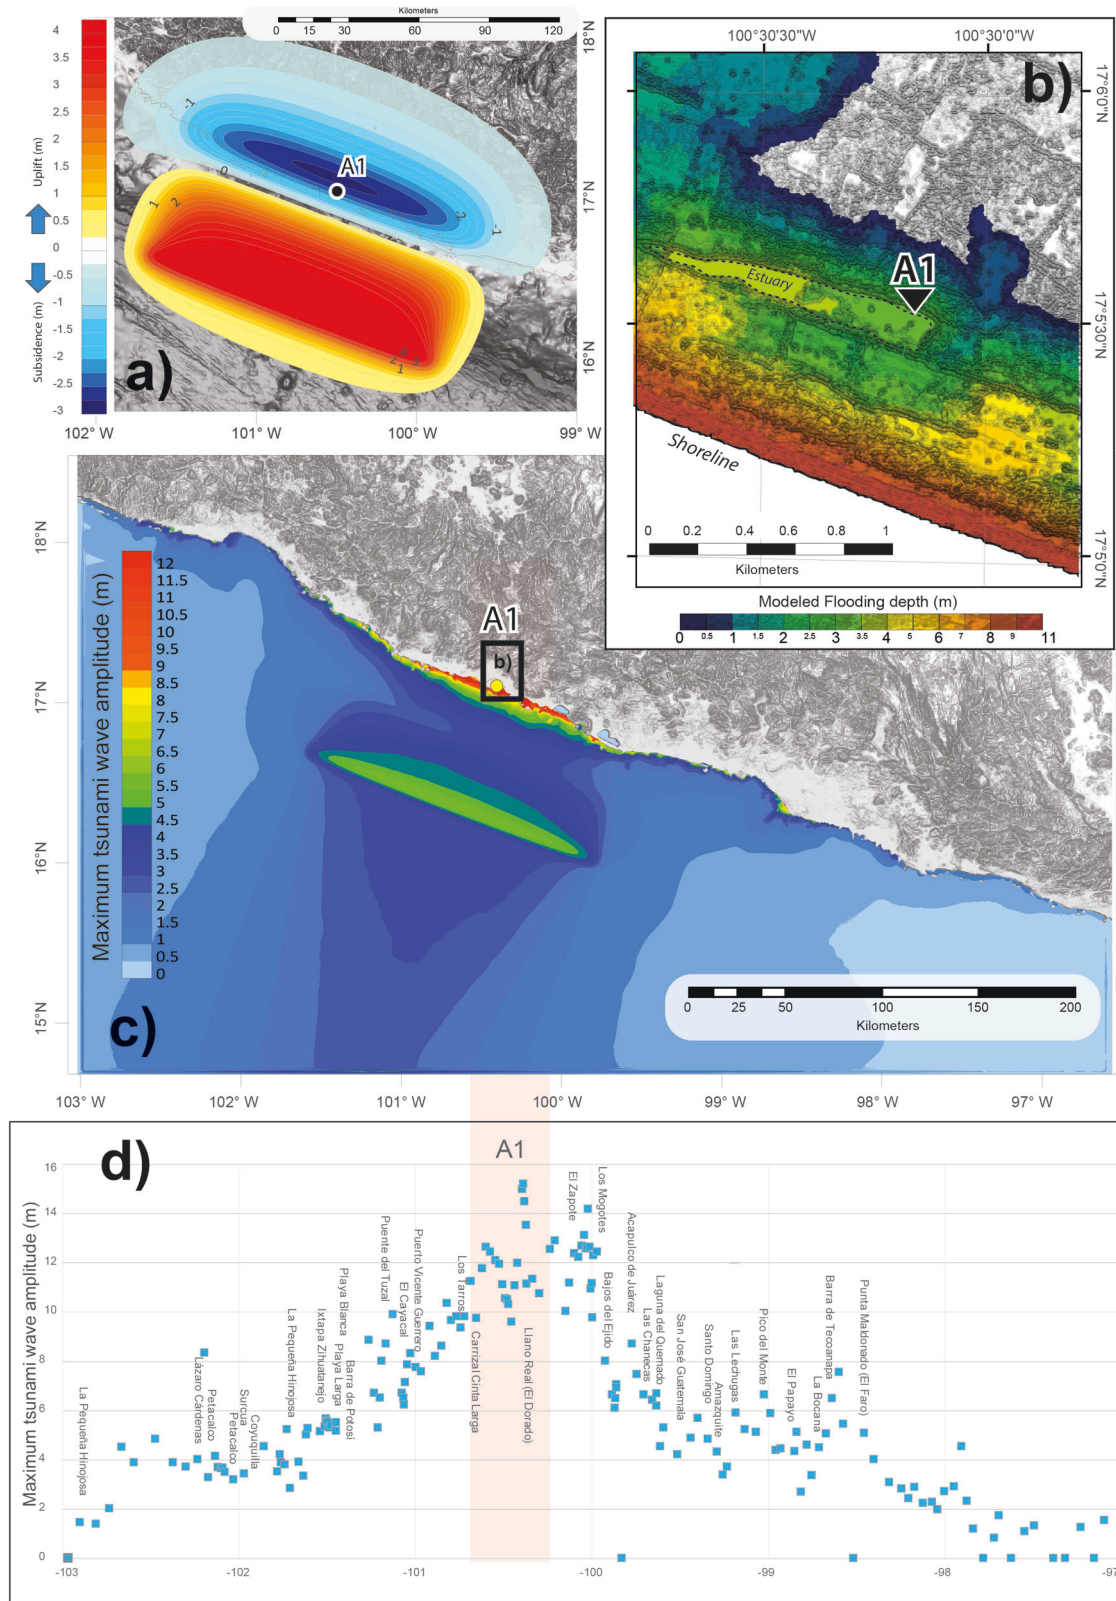 Kilometers
0 15 30 60 90 120
4
3.5
3
2.5
2
1.5
1
0.5
0
-0.5
-1
-1.5
-2
-2.5
-3
Uplift (m)
Subsidence (m)
-1
0
A1
-2
-1
1
2
a)
18°N
17°N
16°N
102° W 101° W 100° W 99° W
100°30'30"W 100°30'0"W
b)
17°6'0"N
17°5'30"N
17°5'0"N
A1
Estuary
Shoreline
0 0.2 0.4 0.6 0.8 1
Kilometers
Modeled Flooding depth (m)
0 0.5 1 1.5 2 2.5 3 3.5 4 5 6 7 8 9 11
18°N
17°N
16°N
15°N
Maximum tsunami wave amplitude (m)
12
11.5
11
10.5
10
9.5
9
8.5
8
7.5
7
6.5
6
5.5
5
4.5
4
3.5
3
2.5
2
1.5
1
0.5
0
A1
b)
c)
0 25 50 100 150 200
Kilometers
103° W 102° W 101° W 100° W 99° W 98° W 97° W
d)
A1
Maximum tsunami wave amplitude (m)
16
14
12
10
8
6
4
2
0
La Pequeña Hinojosa
Lázaro Cárdenas
Petacalco
Surcua
Petacalco
Coyuquilla
La Pequeña Hinojosa
Ixtapa Zihuatanejo
Playa Blanca
Playa Larga
Barra de Potosí
Puente del Tuzal
El Cayacal
Puerto Vicente Guerrero
Los Tarros
Carrizal Cinta Larga
Llano Real (El Dorado)
El Zapote
Los Mogotes
Bajos del Ejido
Acapulco de Juárez
Las Chanecas
Laguna del Quemado
San José Guatemala
Santo Domingo
Amazquite
Las Lechugas
Pico del Monte
El Papayo
La Bocana
Barra de Tecoanapa
Punta Maldonado (El Faro)
-103 -102 -101 -100 -99 -98 -97